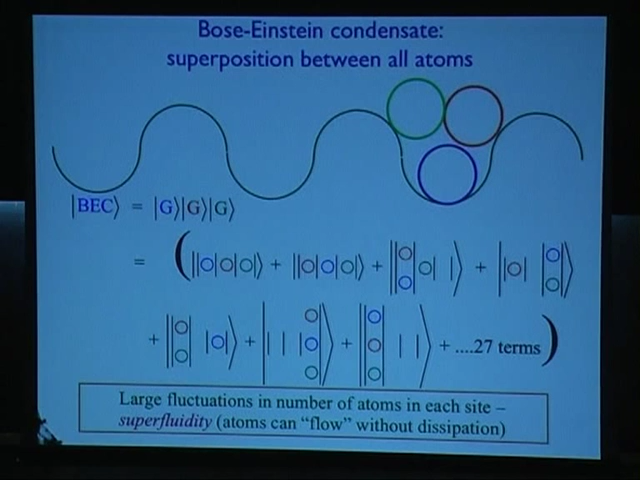 Bose-Einstein condensate:
superposition between all atoms
|BEC⟩ = |G⟩|G⟩|G⟩
= ( ||O|O|O|⟩ + ||O|O|O⟩ + || O O |O| |⟩ + ||O| | O O |⟩
+ || O O | |O|⟩ + | | | O O O |⟩ + || O O O | | |⟩ + ....27 terms )
Large fluctuations in number of atoms in each site –
superfluidity (atoms can “flow” without dissipation)